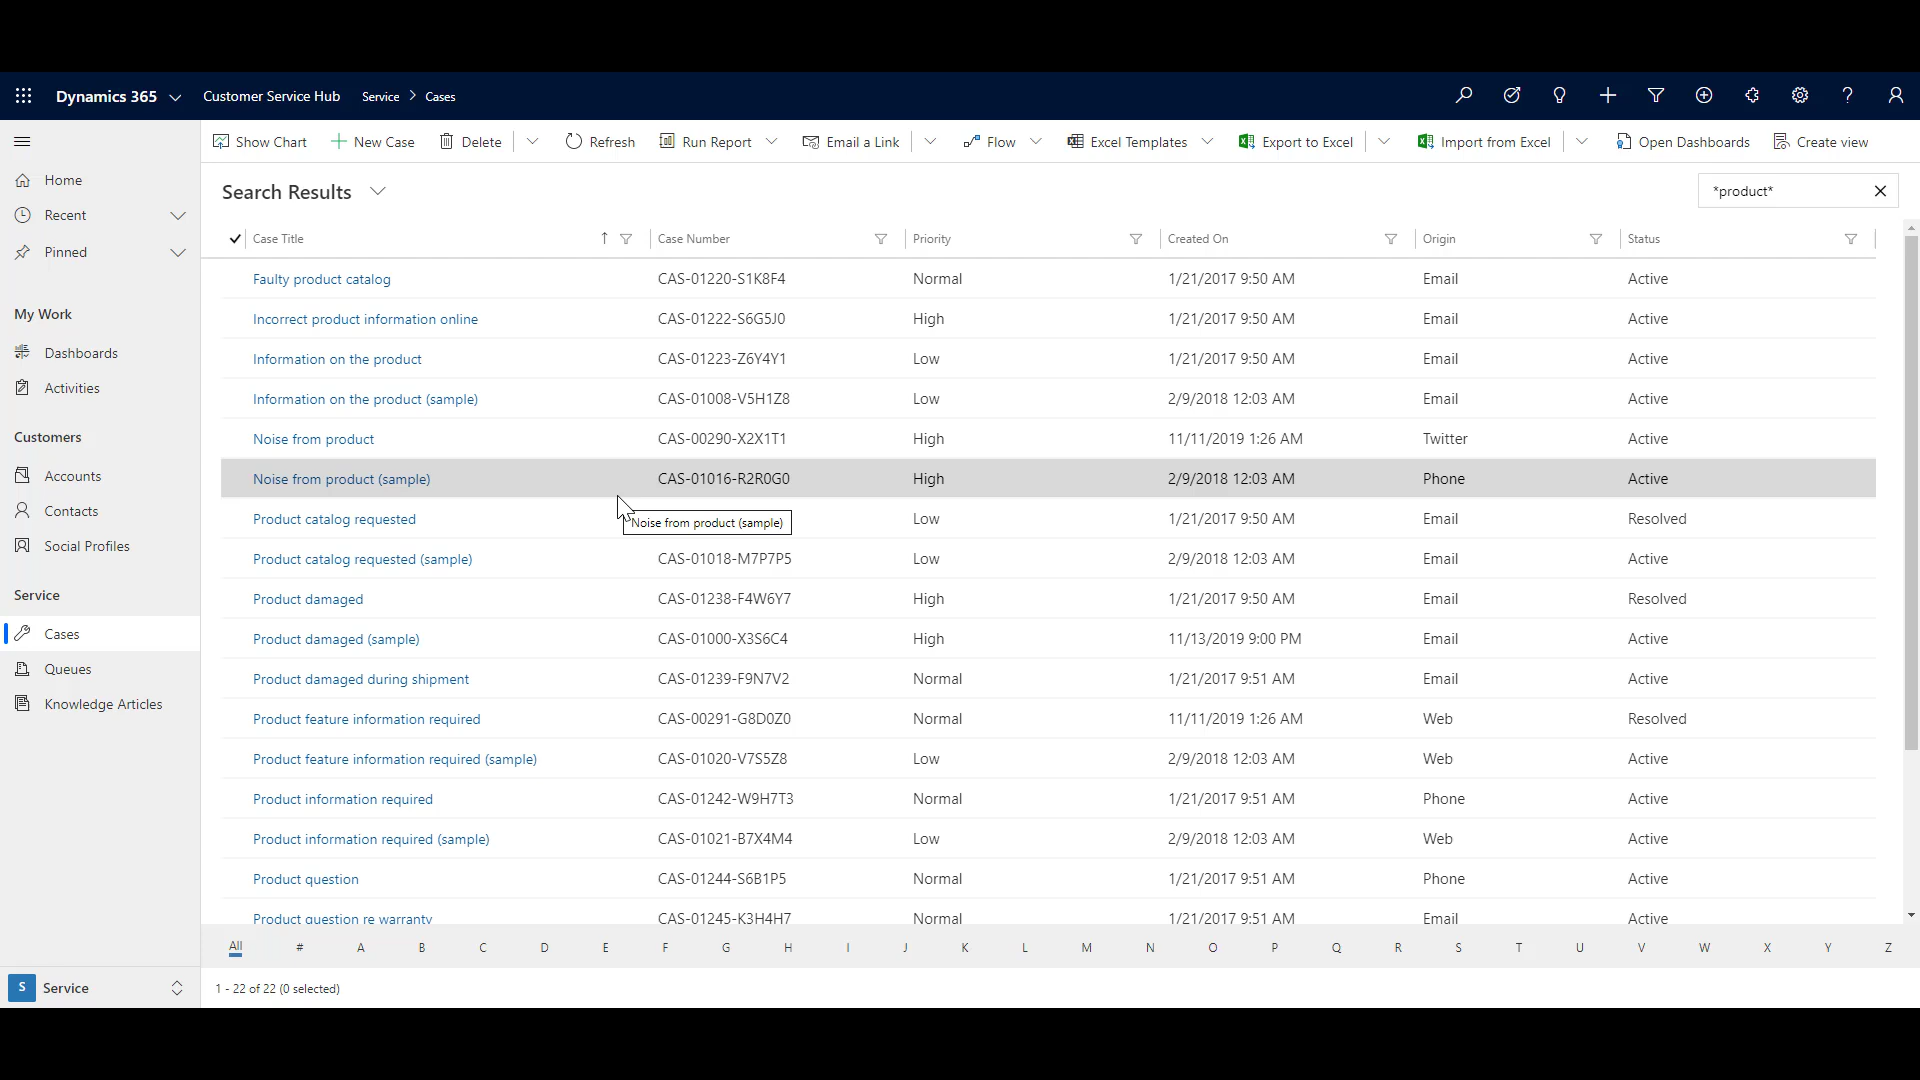 Dynamics 365 Customer Service Hub Service > Cases
Show Chart New Case Delete Refresh Run Report Email a Link Flow Excel Templates Export to Excel Import from Excel Open Dashboards Create view
Home
Recent
Pinned
My Work
Dashboards
Activities
Customers
Accounts
Contacts
Social Profiles
Service
Cases
Queues
Knowledge Articles
S Service
Search Results *product*
Case Title Case Number Priority Created On Origin Status
Faulty product catalog CAS-01220-S1K8F4 Normal 1/21/2017 9:50 AM Email Active
Incorrect product information online CAS-01222-S6G5J0 High 1/21/2017 9:50 AM Email Active
Information on the product CAS-01223-Z6Y4Y1 Low 1/21/2017 9:50 AM Email Active
Information on the product (sample) CAS-01008-V5H1Z8 Low 2/9/2018 12:03 AM Email Active
Noise from product CAS-00290-X2X1T1 High 11/11/2019 1:26 AM Twitter Active
Noise from product (sample) CAS-01016-R2R0G0 High 2/9/2018 12:03 AM Phone Active
Product catalog requested Noise from product (sample) Low 1/21/2017 9:50 AM Email Resolved
Product catalog requested (sample) CAS-01018-M7P7P5 Low 2/9/2018 12:03 AM Email Active
Product damaged CAS-01238-F4W6Y7 High 1/21/2017 9:50 AM Email Resolved
Product damaged (sample) CAS-01000-X3S6C4 High 11/13/2019 9:00 PM Email Active
Product damaged during shipment CAS-01239-F9N7V2 Normal 1/21/2017 9:51 AM Email Active
Product feature information required CAS-00291-G8D0Z0 Normal 11/11/2019 1:26 AM Web Resolved
Product feature information required (sample) CAS-01020-V7S5Z8 Low 2/9/2018 12:03 AM Web Active
Product information required CAS-01242-W9H7T3 Normal 1/21/2017 9:51 AM Phone Active
Product information required (sample) CAS-01021-B7X4M4 Low 2/9/2018 12:03 AM Web Active
Product question CAS-01244-S6B1P5 Normal 1/21/2017 9:51 AM Phone Active
Product question re warranty CAS-01245-K3H4H7 Normal 1/21/2017 9:51 AM Email Active
All # A B C D E F G H I J K L M N O P Q R S T U V W X Y Z
1 - 22 of 22 (0 selected)